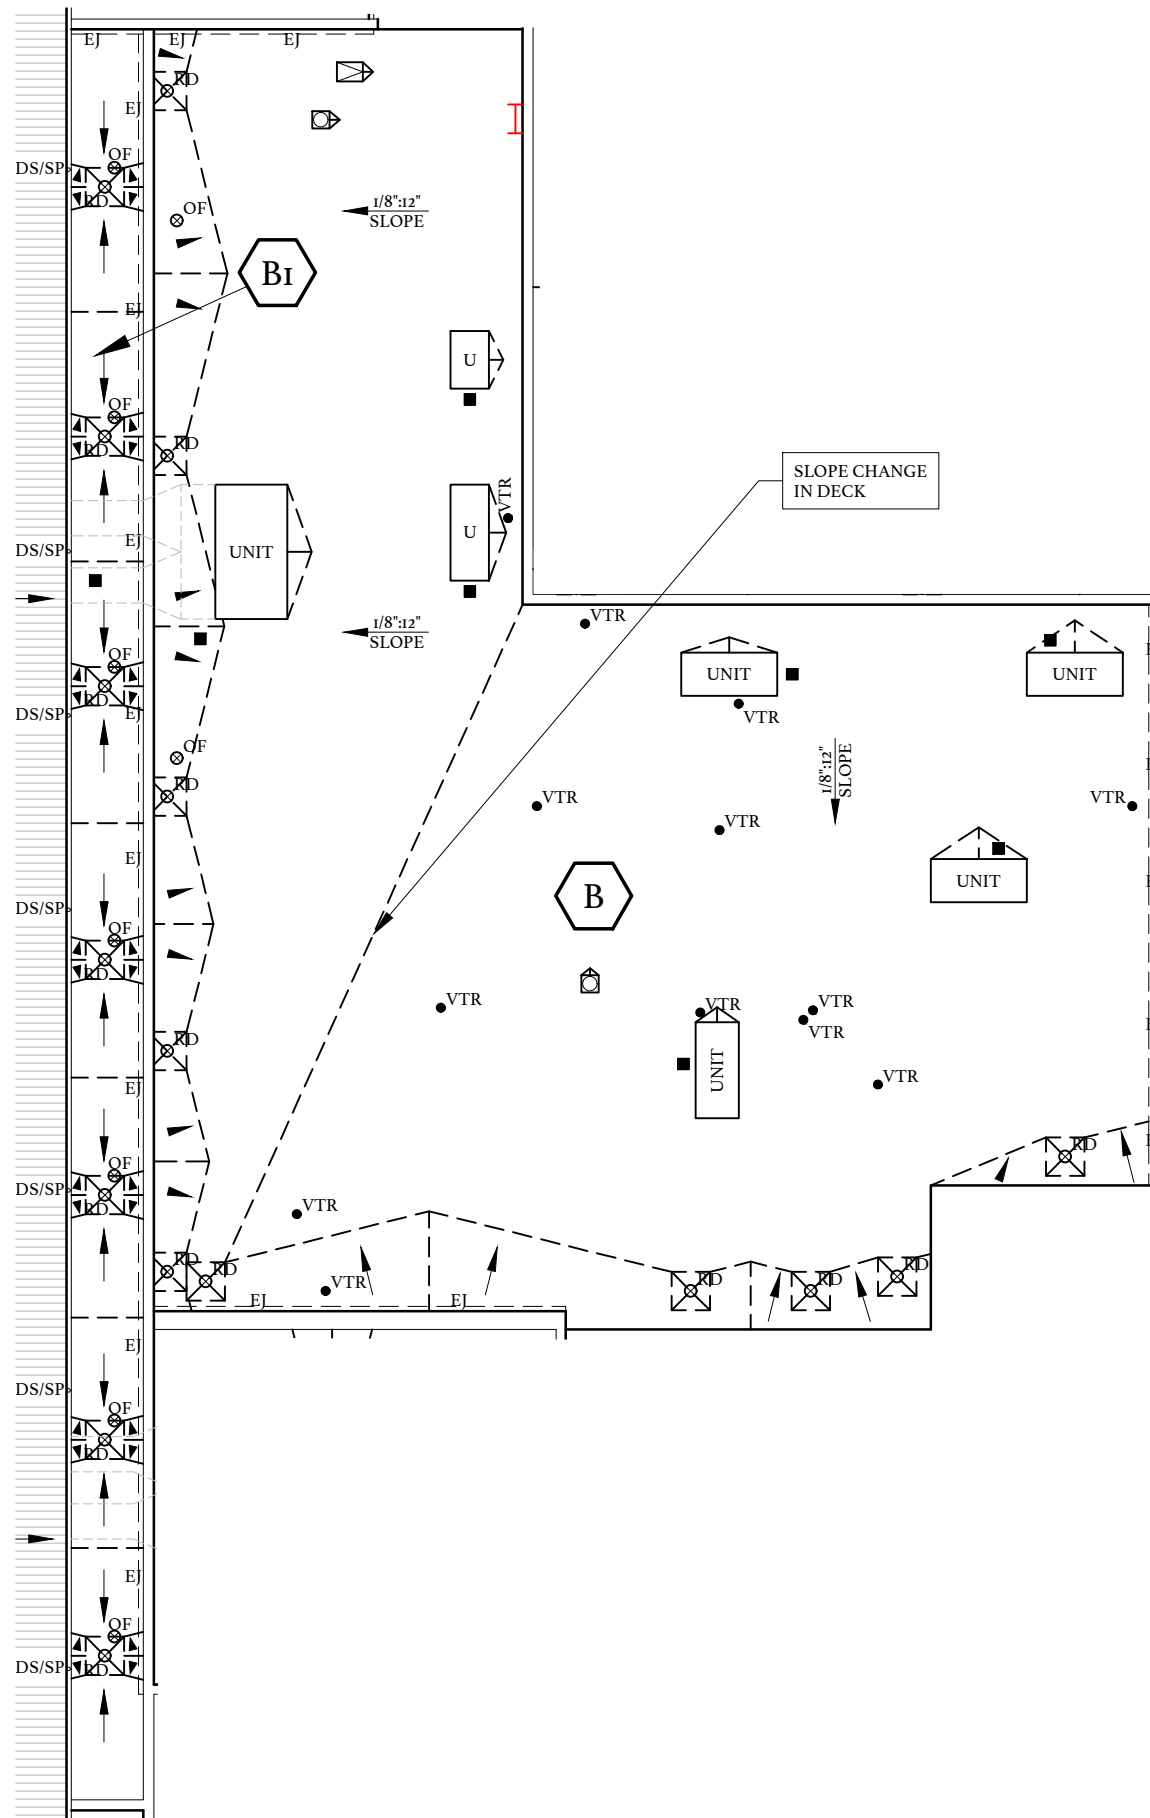 EJ
EJ
EJ
RD
EJ
OF
DS/SP
RD
OF
1/8":12"
SLOPE
B1
EJ
U
OF
RD
RD
VTR
EJ
DS/SP
UNIT
U
VTR
1/8":12"
SLOPE
SLOPE CHANGE
IN DECK
OF
RD
DS/SP
EJ
OF
RD
UNIT
VTR
UNIT
1/8":12"
SLOPE
VTR
VTR
VTR
EJ
UNIT
B
DS/SP
OF
RD
VTR
VTR
VTR
VTR
RD
UNIT
VTR
EJ
RD
OF
DS/SP
RD
VTR
RD
RD
VTR
EJ
EJ
RD
RD
RD
EJ
DS/SP
OF
RD
EJ
OF
DS/SP
RD